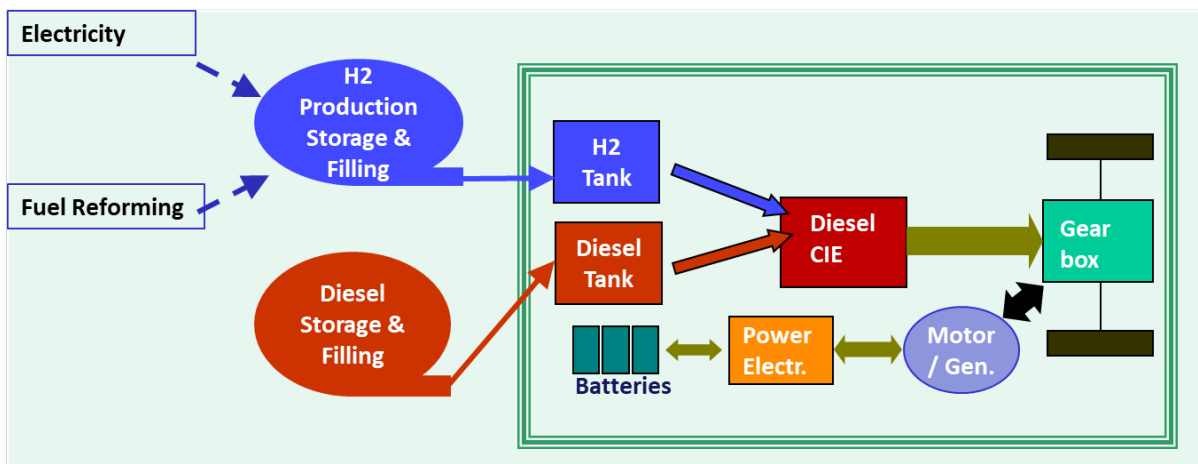 Electricity
H2
Production
Storage &
Filling
Fuel Reforming
H2
Tank
Diesel
Tank
Diesel
CIE
Gear
box
Diesel
Storage &
Filling
Batteries
Power
Electr.
Motor
/ Gen.